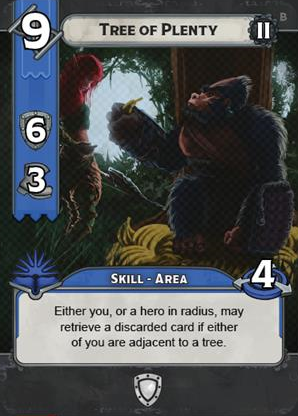 9
TREE OF PLENTY
II
B
6
3
SKILL - AREA
4
Either you, or a hero in radius, may
retrieve a discarded card if either
of you are adjacent to a tree.